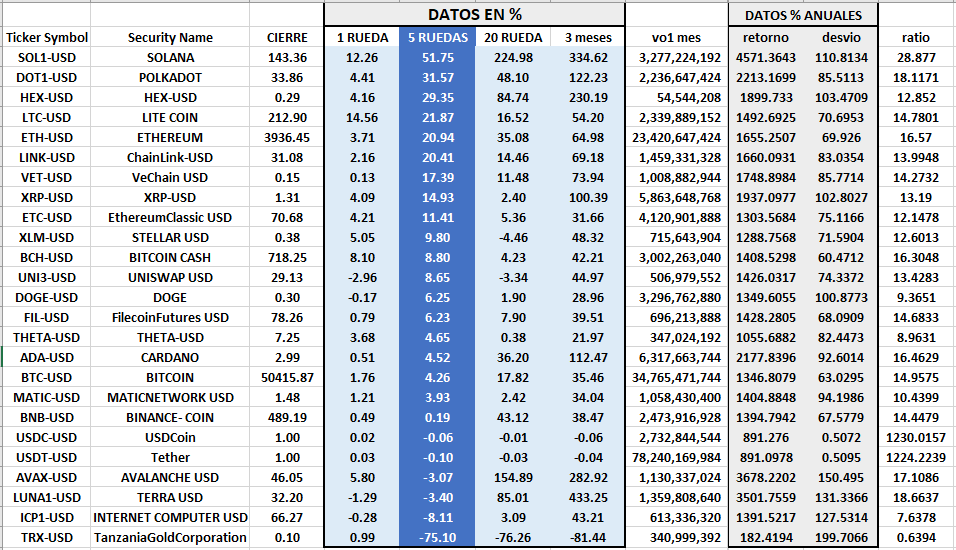 DATOS EN % DATOS % ANUALES
Ticker Symbol Security Name CIERRE 1 RUEDA 5 RUEDAS 20 RUEDA 3 meses vo1 mes retorno desvio ratio
SOL1-USD SOLANA 143.36 12.26 51.75 224.98 334.62 3,277,224,192 4571.3643 110.8134 28.877
DOT1-USD POLKADOT 33.86 4.41 31.57 48.10 122.23 2,236,647,424 2213.1699 85.5113 18.1171
HEX-USD HEX-USD 0.29 4.16 29.35 84.74 230.19 54,544,208 1899.733 103.4709 12.852
LTC-USD LITE COIN 212.90 14.56 21.87 16.52 54.20 2,339,889,152 1492.6925 70.6953 14.7801
ETH-USD ETHEREUM 3936.45 3.71 20.94 35.08 64.98 23,420,647,424 1655.2507 69.926 16.57
LINK-USD ChainLink-USD 31.08 2.16 20.41 14.46 69.18 1,459,331,328 1660.0931 83.0354 13.9948
VET-USD VeChain USD 0.15 0.13 17.39 11.48 73.94 1,008,882,944 1748.8984 85.7714 14.2732
XRP-USD XRP-USD 1.31 4.09 14.93 2.40 100.39 5,863,648,768 1937.0977 102.8027 13.19
ETC-USD EthereumClassic USD 70.68 4.21 11.41 5.36 31.66 4,120,901,888 1303.5684 75.1166 12.1478
XLM-USD STELLAR USD 0.38 5.05 9.80 -4.46 48.32 715,643,904 1288.7568 71.5904 12.6013
BCH-USD BITCOIN CASH 718.25 8.10 8.80 4.23 42.21 3,002,263,040 1408.5298 60.4712 16.3048
UNI3-USD UNISWAP USD 29.13 -2.96 8.65 -3.34 44.97 506,979,552 1426.0317 74.3372 13.4283
DOGE-USD DOGE 0.30 -0.17 6.25 1.90 28.96 3,296,762,880 1349.6055 100.8773 9.3651
FIL-USD FilecoinFutures USD 78.26 0.79 6.23 7.90 39.51 696,213,888 1428.2805 68.0909 14.6833
THETA-USD THETA-USD 7.25 3.68 4.65 0.38 21.97 347,024,192 1055.6882 82.4473 8.9631
ADA-USD CARDANO 2.99 0.51 4.52 36.20 112.47 6,317,663,744 2177.8396 92.6014 16.4629
BTC-USD BITCOIN 50415.87 1.76 4.26 17.82 35.46 34,765,471,744 1346.8079 63.0295 14.9575
MATIC-USD MATICNETWORK USD 1.48 1.21 3.93 2.42 34.04 1,058,430,400 1404.8848 94.1986 10.4399
BNB-USD BINANCE- COIN 489.19 0.49 0.19 43.12 38.47 2,473,916,928 1394.7942 67.5779 14.4479
USDC-USD USDCoin 1.00 0.02 -0.06 -0.01 -0.06 2,732,844,544 891.276 0.5072 1230.0157
USDT-USD Tether 1.00 0.03 -0.10 -0.03 -0.04 78,240,169,984 891.0978 0.5095 1224.2239
AVAX-USD AVALANCHE USD 46.05 5.80 -3.07 154.89 282.92 1,130,337,024 3678.2202 150.495 17.1086
LUNA1-USD TERRA USD 32.20 -1.29 -3.40 85.01 433.25 1,359,808,640 3501.7559 131.3366 18.6637
ICP1-USD INTERNET COMPUTER USD 66.27 -0.28 -8.11 3.09 43.21 613,336,320 1391.5217 127.5314 7.6378
TRX-USD TanzaniaGoldCorporation 0.10 0.99 -75.10 -76.26 -81.44 340,999,392 182.4194 199.7066 0.6394